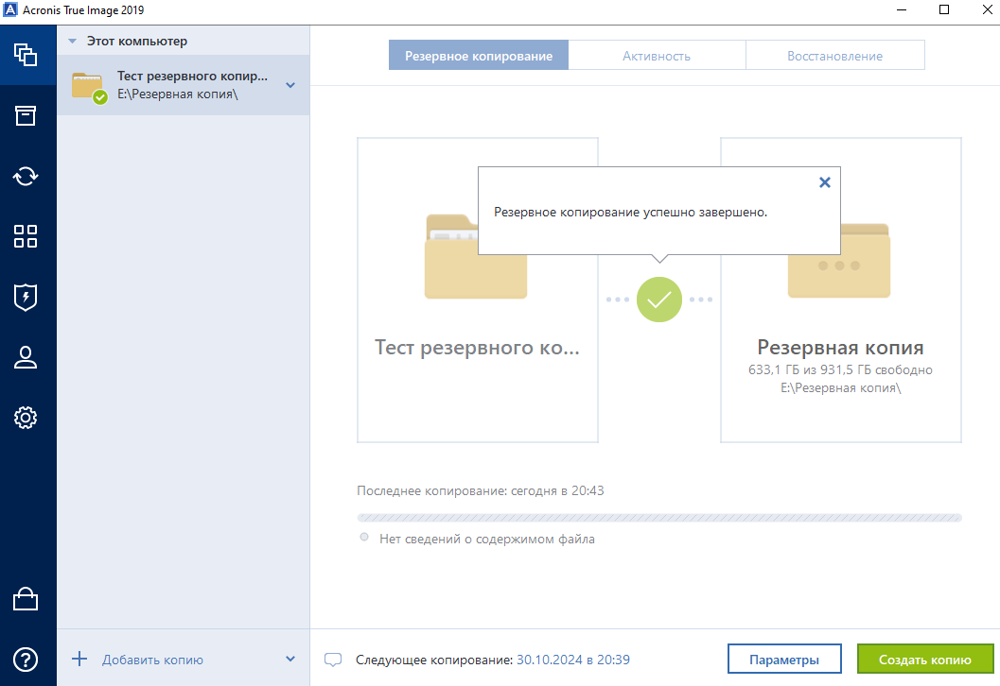 Acronis True Image 2019
Этот компьютер
Тест резервного копир...
E:\Резервная копия\
Резервное копирование
Активность
Восстановление
Резервное копирование успешно завершено.
Тест резервного ко...
Резервная копия
633,1 ГБ из 931,5 ГБ свободно
E:\Резервная копия\
Последнее копирование: сегодня в 20:43
Нет сведений о содержимом файла
Добавить копию
Следующее копирование: 30.10.2024 в 20:39
Параметры
Создать копию